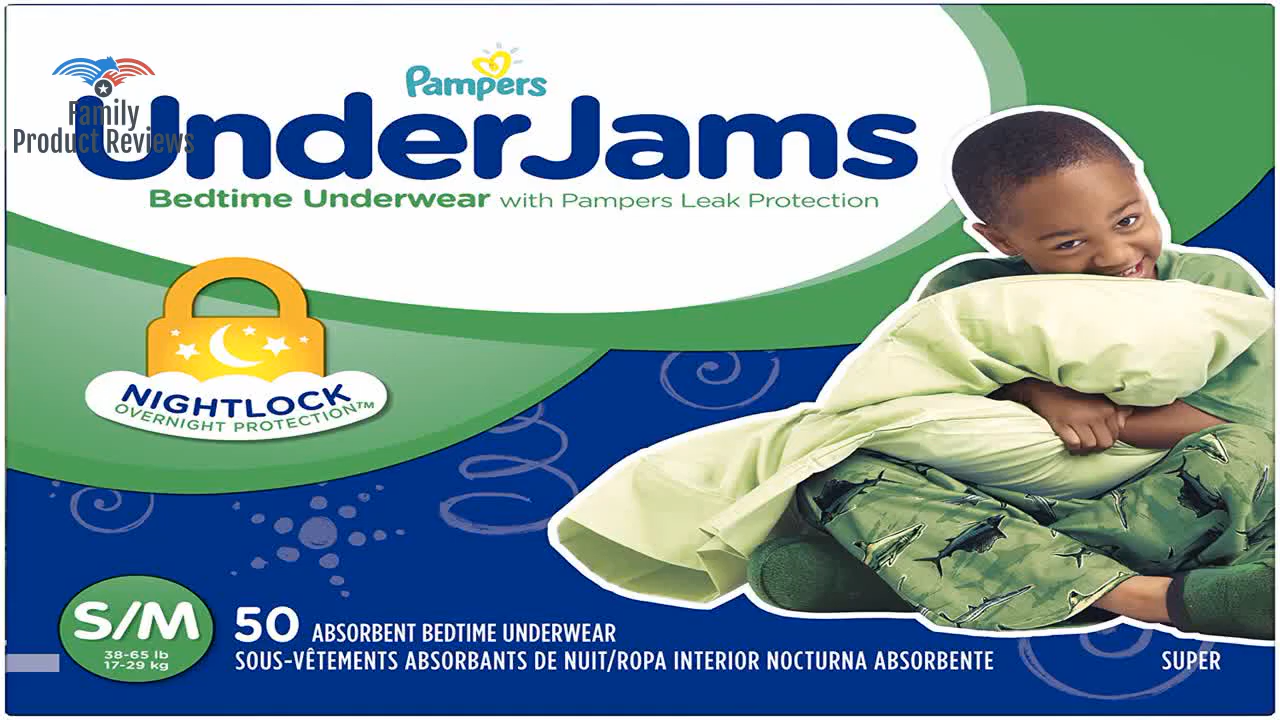 Pampers
Family
Product Reviews
UnderJams
Bedtime Underwear with Pampers Leak Protection
NIGHTLOCK
OVERNIGHT PROTECTION™
S/M
38-65 lb
17-29 kg
50 ABSORBENT BEDTIME UNDERWEAR
SOUS-VÊTEMENTS ABSORBANTS DE NUIT/ROPA INTERIOR NOCTURNA ABSORBENTE
SUPER